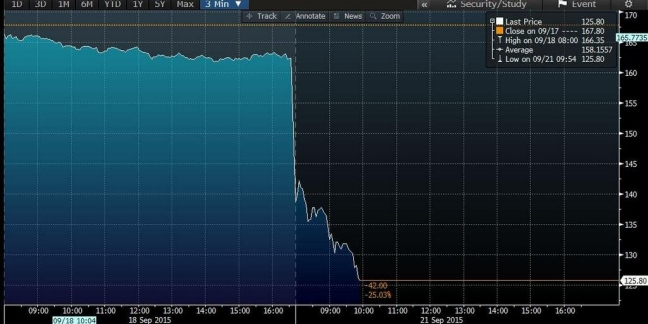 1D 3D 1M 6M YTD 1Y 5Y Max 3 Min ▼ « Security/Study Event
Track Annotate News Zoom
Last Price 125.80
Close on 09/17 ---- 167.80
High on 09/18 08:00 166.35
Average 158.1557
Low on 09/21 09:54 125.80
170
165.7735
165
160
155
150
145
140
135
130
125.80
125
-42.00
-25.03%
09:00 10:00 11:00 12:00 13:00 14:00 15:00 16:00 09:00 10:00 11:00 12:00 13:00 14:00 15:00 16:00
09/18 10:04 18 Sep 2015 21 Sep 2015